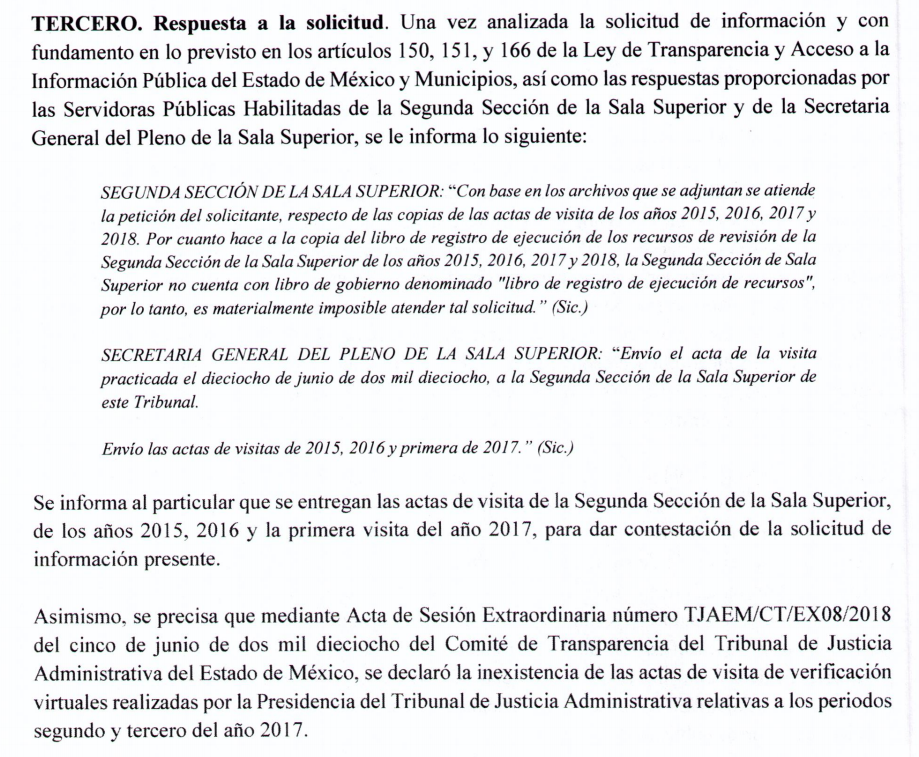 TERCERO. Respuesta a la solicitud. Una vez analizada la solicitud de información y con
fundamento en lo previsto en los artículos 150, 151, y 166 de la Ley de Transparencia y Acceso a la
Información Pública del Estado de México y Municipios, así como las respuestas proporcionadas por
las Servidoras Públicas Habilitadas de la Segunda Sección de la Sala Superior y de la Secretaria
General del Pleno de la Sala Superior, se le informa lo siguiente:
SEGUNDA SECCIÓN DE LA SALA SUPERIOR: “Con base en los archivos que se adjuntan se atiende
la petición del solicitante, respecto de las copias de las actas de visita de los años 2015, 2016, 2017 y
2018. Por cuanto hace a la copia del libro de registro de ejecución de los recursos de revisión de la
Segunda Sección de la Sala Superior de los años 2015, 2016, 2017 y 2018, la Segunda Sección de Sala
Superior no cuenta con libro de gobierno denominado "libro de registro de ejecución de recursos",
por lo tanto, es materialmente imposible atender tal solicitud.” (Sic.)
SECRETARIA GENERAL DEL PLENO DE LA SALA SUPERIOR: “Envío el acta de la visita
practicada el dieciocho de junio de dos mil dieciocho, a la Segunda Sección de la Sala Superior de
este Tribunal.
Envío las actas de visitas de 2015, 2016 y primera de 2017.” (Sic.)
Se informa al particular que se entregan las actas de visita de la Segunda Sección de la Sala Superior,
de los años 2015, 2016 y la primera visita del año 2017, para dar contestación de la solicitud de
información presente.
Asimismo, se precisa que mediante Acta de Sesión Extraordinaria número TJAEM/CT/EX08/2018
del cinco de junio de dos mil dieciocho del Comité de Transparencia del Tribunal de Justicia
Administrativa del Estado de México, se declaró la inexistencia de las actas de visita de verificación
virtuales realizadas por la Presidencia del Tribunal de Justicia Administrativa relativas a los periodos
segundo y tercero del año 2017.